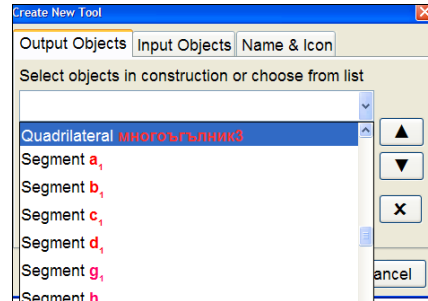 Create New Tool
Output Objects Input Objects Name & Icon
Select objects in construction or choose from list
Quadrilateral многоъгълник3
Segment a₁
Segment b₁
Segment c₁
Segment d₁
Segment g₁
Segment h
ancel